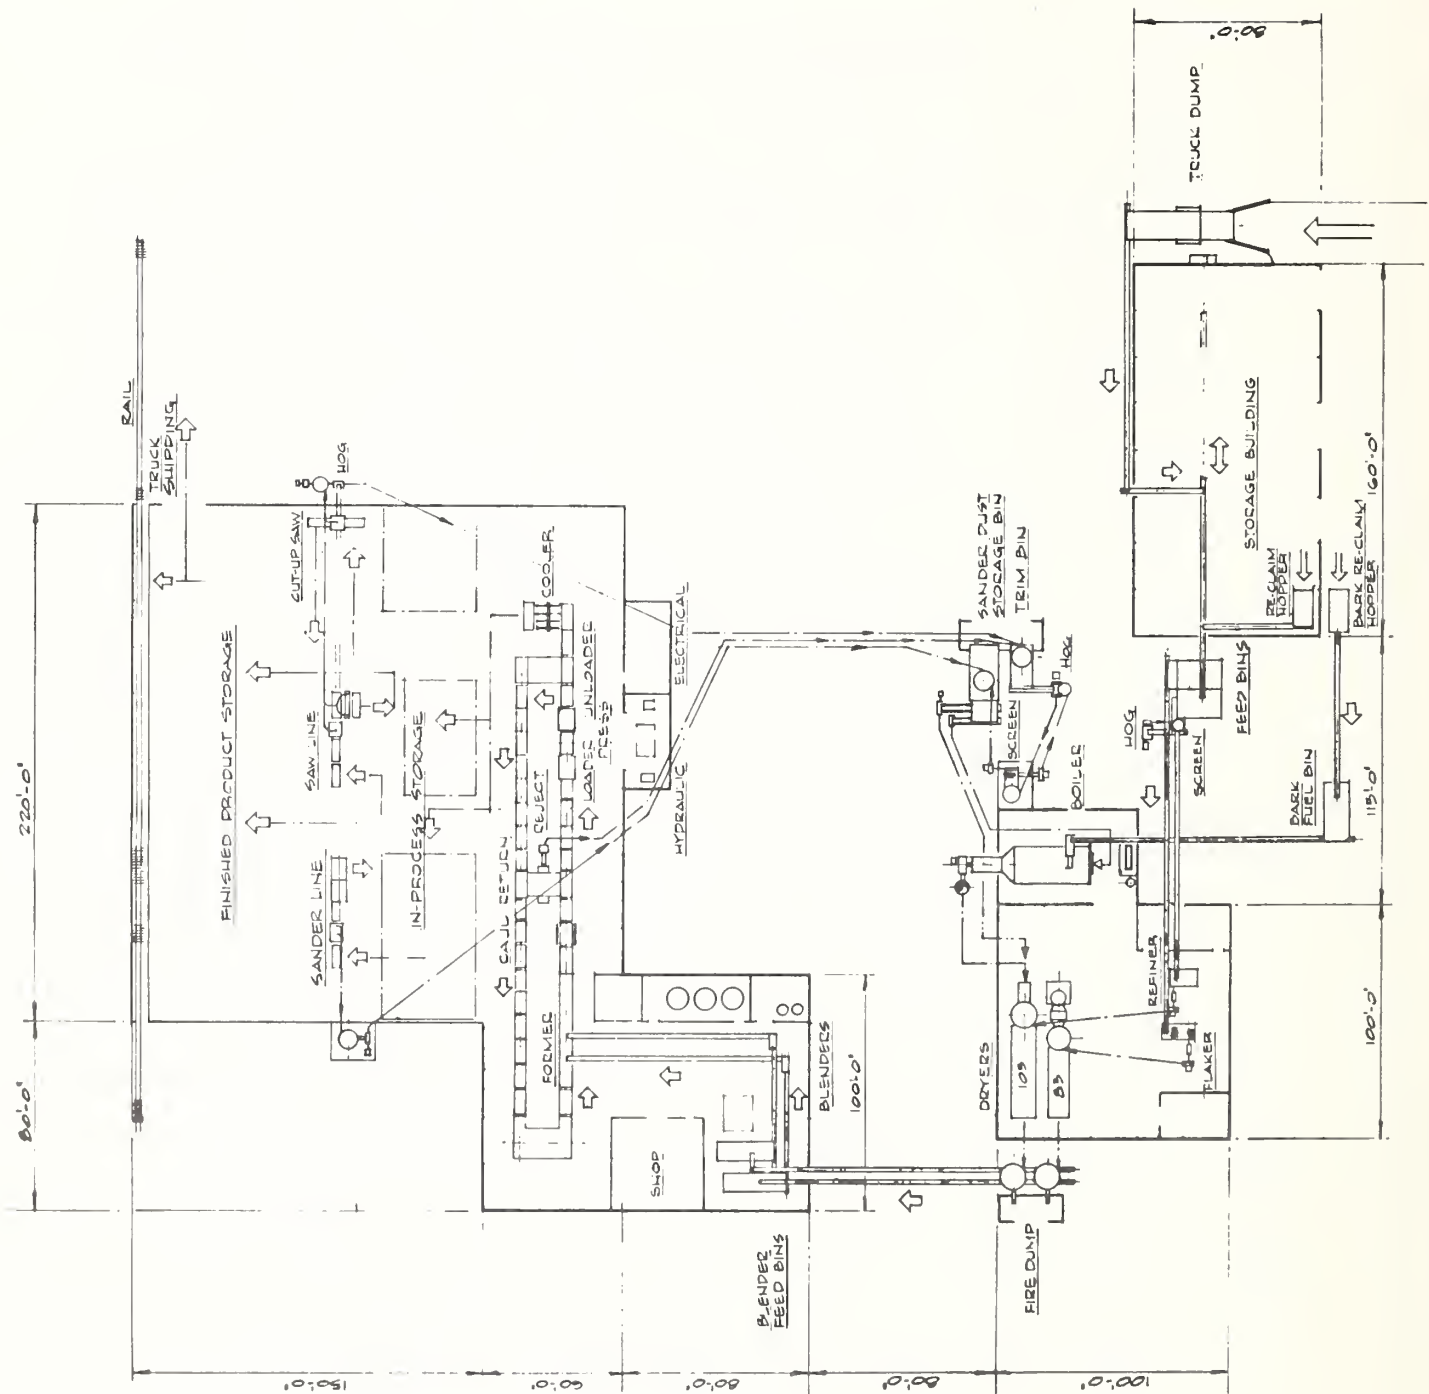 80'-0"
TRUCK DUMP
220'-0"
80'-0"
RAIL
TRUCK
SHIPPING
HOG
CUT-UP SAW
FINISHED PRODUCT STORAGE
SAW LINE
SANDER LINE
IN-PROCESS STORAGE
COOLER
UNLOADER
PRESS
LOADER
ELECTRICAL
HYDRAULIC
REJECT
CAUL RETURN
FORMER
SHOP
BLENDERS
100'-0"
BLENDER
FEED BINS
SANDER DUST
STORAGE BIN
TRIM BIN
HOG
SCREEN
BOILER
STORAGE BUILDING
RE-CLAIM
HOPPER
BARK RE-CLAIM
HOPPER
160'-0"
FEED BINS
HOG
SCREEN
BARK
FUEL BIN
115'-0"
REFINER
FLAKER
DRYERS
105
85
100'-0"
FIRE DUMP
150'-0"
60'-0"
80'-0"
80'-0"
100'-0"